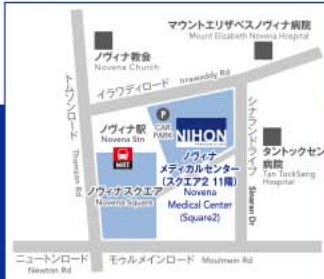 マウントエリザベスノヴィナ病院
Mount Elizabeth Novena Hospital
ノヴィナ教会
Novena Church
イラワディロード
Irrawaddy Rd
トムソンロード
Thomson Rd
P
CAR
PARK
NIHON
ノヴィナ駅
Novena Stn
MRT
シナランドライブ
Sinaran Dr
ノヴィナ
メディカルセンター
(スクエア2 11階)
Novena
Medical Center
(Square2)
タントックセン
病院
Tan TockSeng
Hospital
ノヴィナスクエア
Novena Square
ニュートンロード
Newton Rd
モゥルメインロード
Moulmein Rd